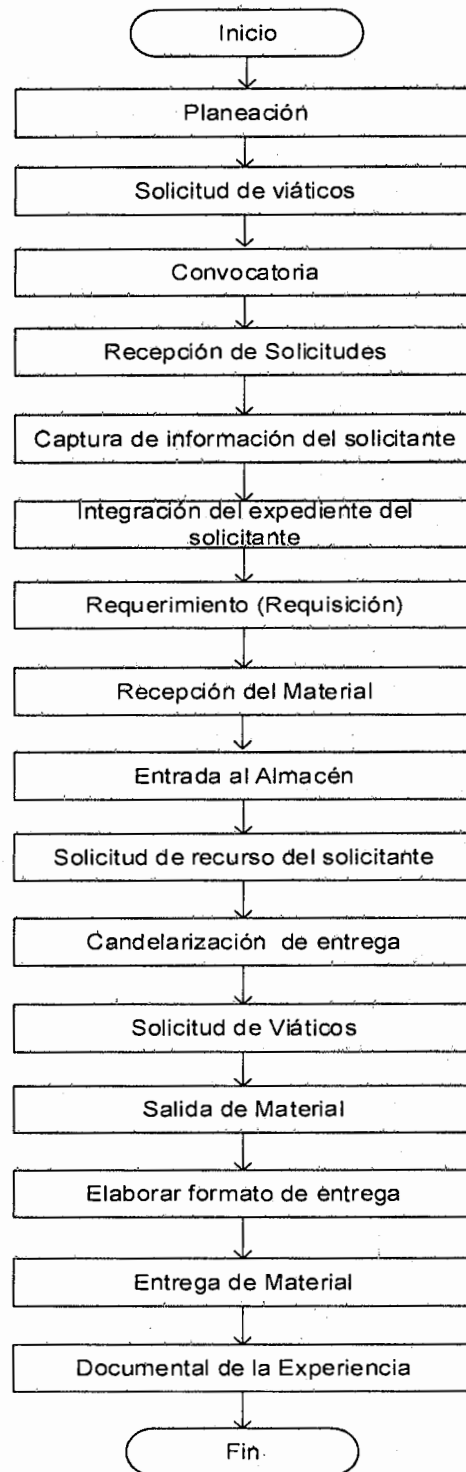 Inicio
Planeación
Solicitud de viáticos
Convocatoria
Recepción de Solicitudes
Captura de información del solicitante
Integración del expediente del
solicitante
Requerimiento (Requisición)
Recepción del Material
Entrada al Almacén
Solicitud de recurso del solicitante
Candelarización de entrega
Solicitud de Viáticos
Salida de Material
Elaborar formato de entrega
Entrega de Material
Documental de la Experiencia
Fin